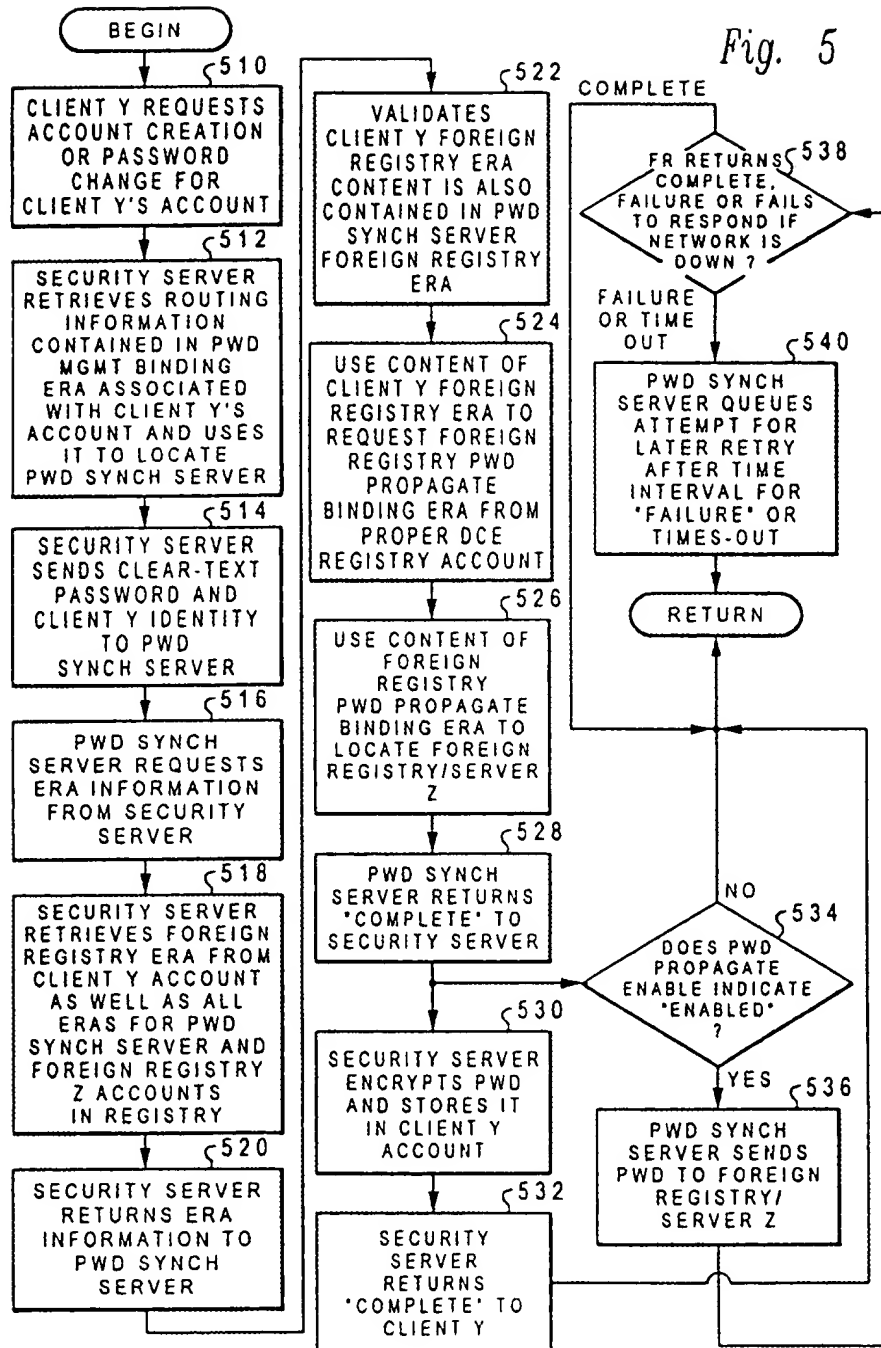 Fig. 5
BEGIN
510
CLIENT Y REQUESTS
ACCOUNT CREATION
OR PASSWORD
CHANGE FOR
CLIENT Y'S ACCOUNT
512
SECURITY SERVER
RETRIEVES ROUTING
INFORMATION
CONTAINED IN PWD
MGMT BINDING
ERA ASSOCIATED
WITH CLIENT Y'S
ACCOUNT AND USES
IT TO LOCATE
PWD SYNCH SERVER
514
SECURITY SERVER
SENDS CLEAR-TEXT
PASSWORD AND
CLIENT Y IDENTITY
TO PWD
SYNCH SERVER
516
PWD SYNCH
SERVER REQUESTS
ERA INFORMATION
FROM SECURITY
SERVER
518
SECURITY SERVER
RETRIEVES FOREIGN
REGISTRY ERA FROM
CLIENT Y ACCOUNT
AS WELL AS ALL
ERAS FOR PWD
SYNCH SERVER AND
FOREIGN REGISTRY
Z ACCOUNTS
IN REGISTRY
520
SECURITY SERVER
RETURNS ERA
INFORMATION TO
PWD SYNCH
SERVER
522
VALIDATES
CLIENT Y FOREIGN
REGISTRY ERA
CONTENT IS ALSO
CONTAINED IN PWD
SYNCH SERVER
FOREIGN REGISTRY
ERA
524
USE CONTENT OF
CLIENT Y FOREIGN
REGISTRY ERA TO
REQUEST FOREIGN
REGISTRY PWD
PROPAGATE
BINDING ERA FROM
PROPER DCE
REGISTRY ACCOUNT
526
USE CONTENT OF
FOREIGN
REGISTRY
PWD PROPAGATE
BINDING ERA TO
LOCATE FOREIGN
REGISTRY/SERVER
Z
528
PWD SYNCH
SERVER RETURNS
"COMPLETE" TO
SECURITY SERVER
530
SECURITY SERVER
ENCRYPTS PWD
AND STORES IT
IN CLIENT Y
ACCOUNT
532
SECURITY
SERVER
RETURNS
"COMPLETE" TO
CLIENT Y
COMPLETE
538
FR RETURNS
COMPLETE,
FAILURE OR FAILS
TO RESPOND IF
NETWORK IS
DOWN ?
FAILURE
OR TIME
OUT
540
PWD SYNCH
SERVER QUEUES
ATTEMPT FOR
LATER RETRY
AFTER TIME
INTERVAL FOR
"FAILURE" OR
TIMES-OUT
RETURN
NO
534
DOES PWD
PROPAGATE
ENABLE INDICATE
"ENABLED"
?
YES
536
PWD SYNCH
SERVER SENDS
PWD TO FOREIGN
REGISTRY/
SERVER Z